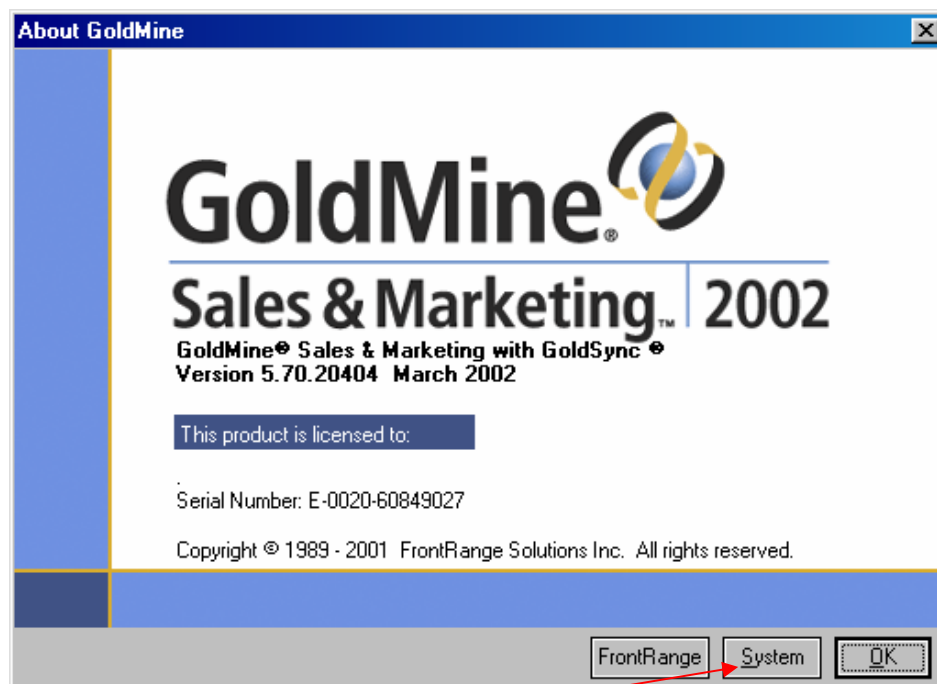 About GoldMine
GoldMine®
Sales & Marketing™ 2002
GoldMine® Sales & Marketing with GoldSync ®
Version 5.70.20404 March 2002
This product is licensed to:
.
Serial Number: E-0020-60849027
Copyright © 1989 - 2001 FrontRange Solutions Inc. All rights reserved.
FrontRange System OK